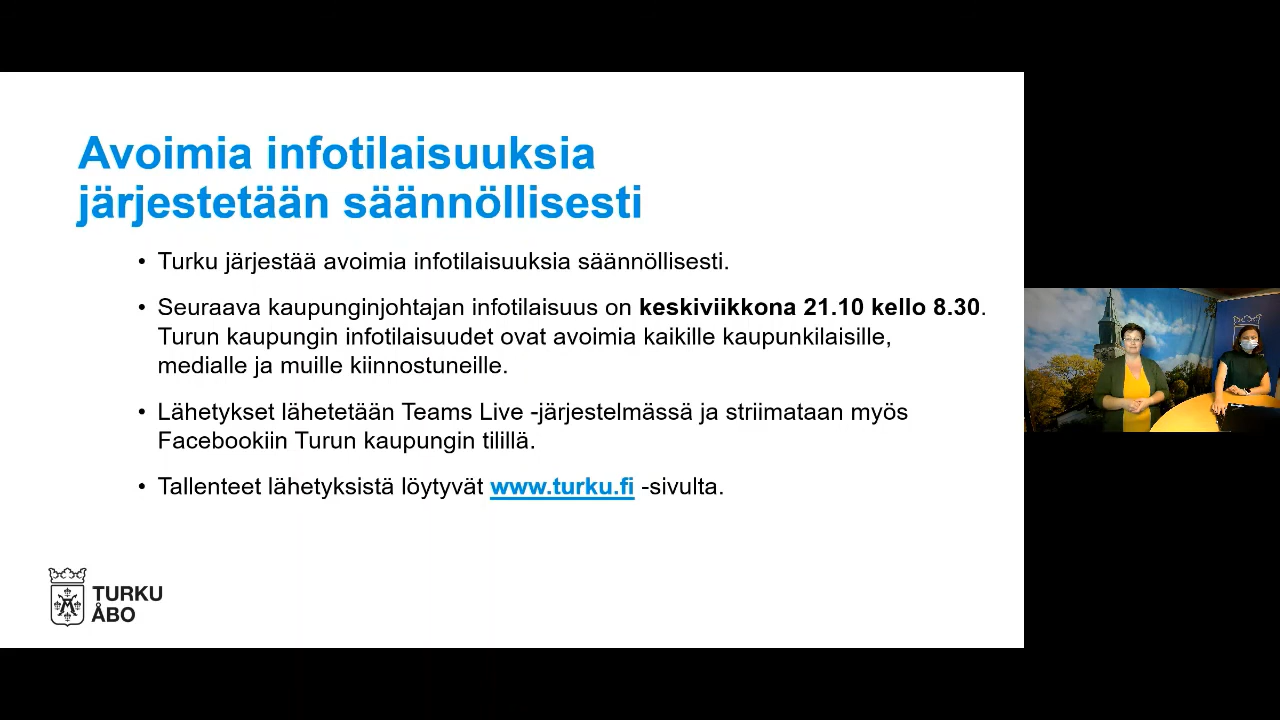 Avoimia infotilaisuuksia
järjestetään säännöllisesti
• Turku järjestää avoimia infotilaisuuksia säännöllisesti.
• Seuraava kaupunginjohtajan infotilaisuus on keskiviikkona 21.10 kello 8.30.
Turun kaupungin infotilaisuudet ovat avoimia kaikille kaupunkilaisille,
medialle ja muille kiinnostuneille.
• Lähetykset lähetetään Teams Live -järjestelmässä ja striimataan myös
Facebookiin Turun kaupungin tilillä.
• Tallenteet lähetyksistä löytyvät www.turku.fi -sivulta.
TURKU
ÅBO